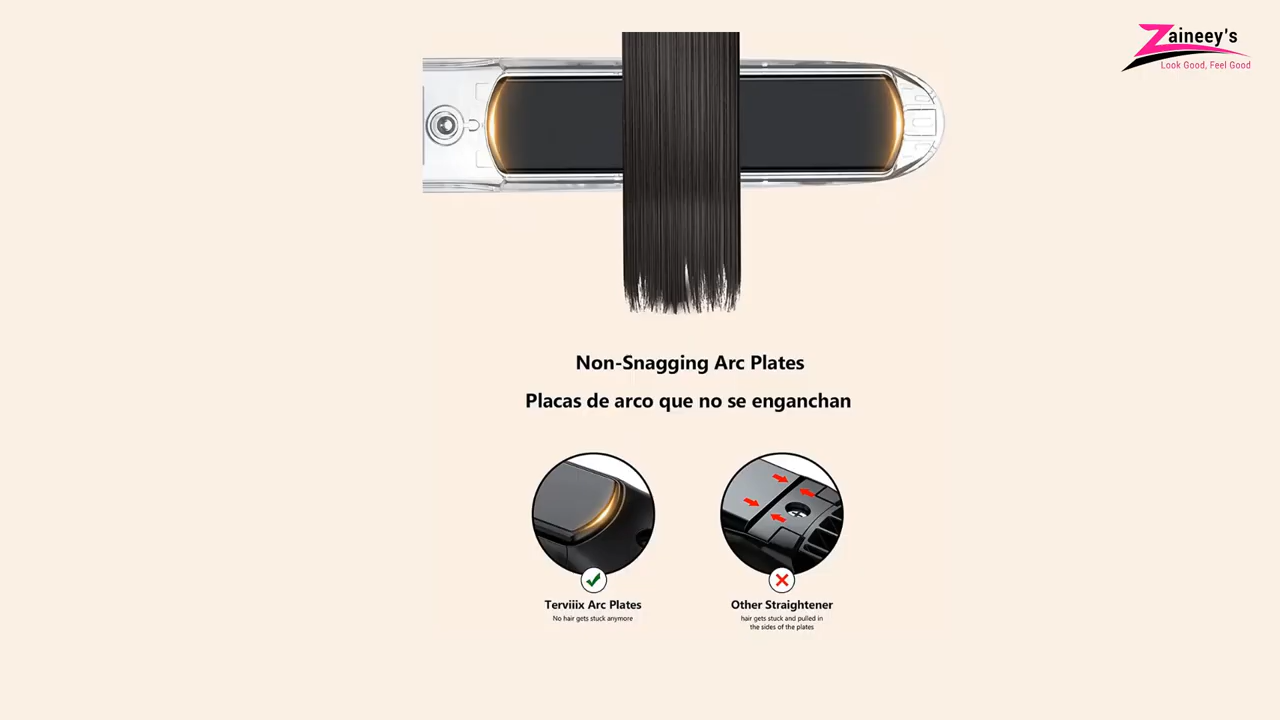 Zaineey's
Look Good, Feel Good
Non-Snagging Arc Plates
Placas de arco que no se enganchan
Terviiix Arc Plates
No hair gets stuck anymore
Other Straightener
hair gets stuck and pulled in
the sides of the plates